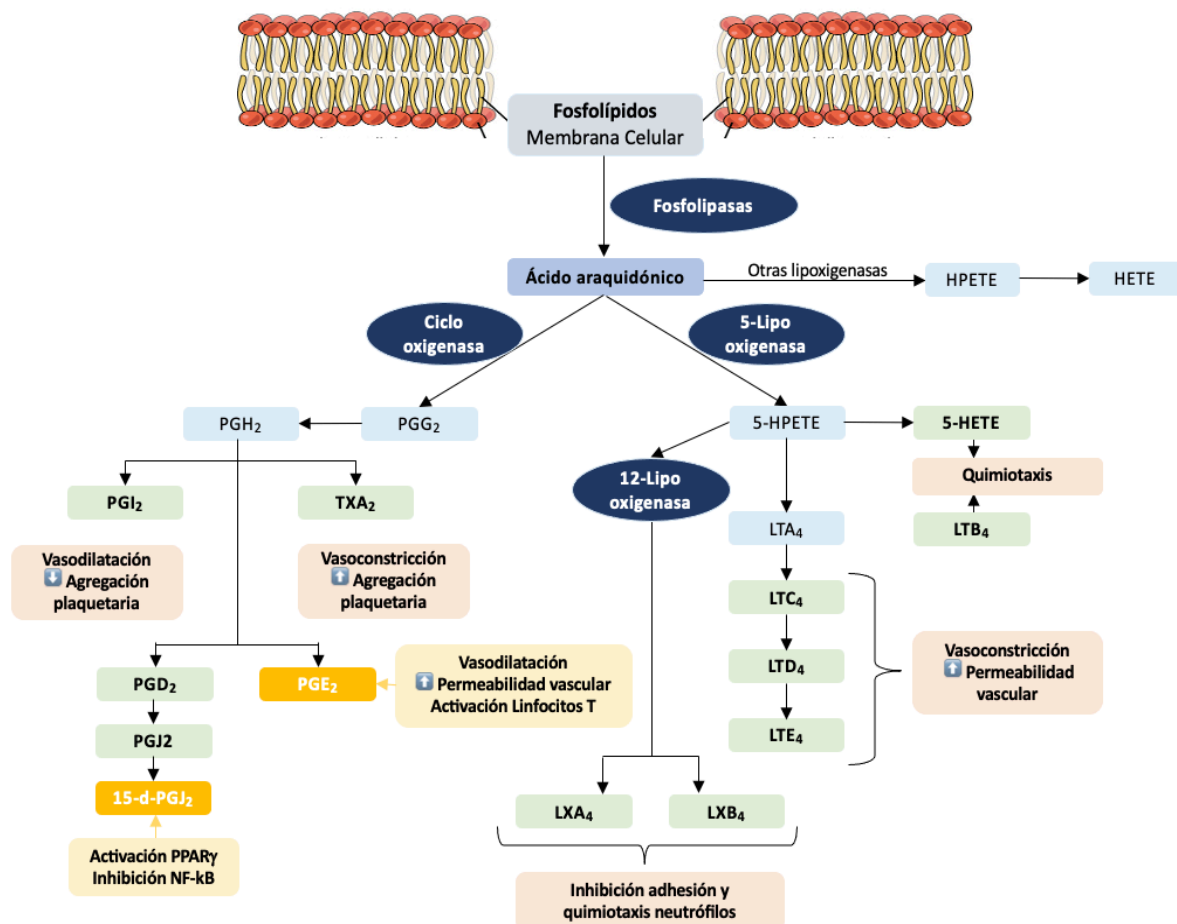 Fosfolípidos
Membrana Celular
Fosfolipasas
Ácido araquidónico
Otras lipoxigenasas
HPETE
HETE
Ciclo
oxigenasa
5-Lipo
oxigenasa
PGH₂
PGG₂
5-HPETE
5-HETE
12-Lipo
oxigenasa
Quimiotaxis
PGI₂
TXA₂
LTA₄
LTB₄
Vasodilatación
⬇ Agregación
plaquetaria
Vasoconstricción
⬆ Agregación
plaquetaria
LTC₄
LTD₄
LTE₄
Vasoconstricción
⬆ Permeabilidad
vascular
PGD₂
PGE₂
Vasodilatación
⬆ Permeabilidad vascular
Activación Linfocitos T
PGJ2
15-d-PGJ₂
Activación PPARγ
Inhibición NF-kB
LXA₄
LXB₄
Inhibición adhesión y
quimiotaxis neutrófilos